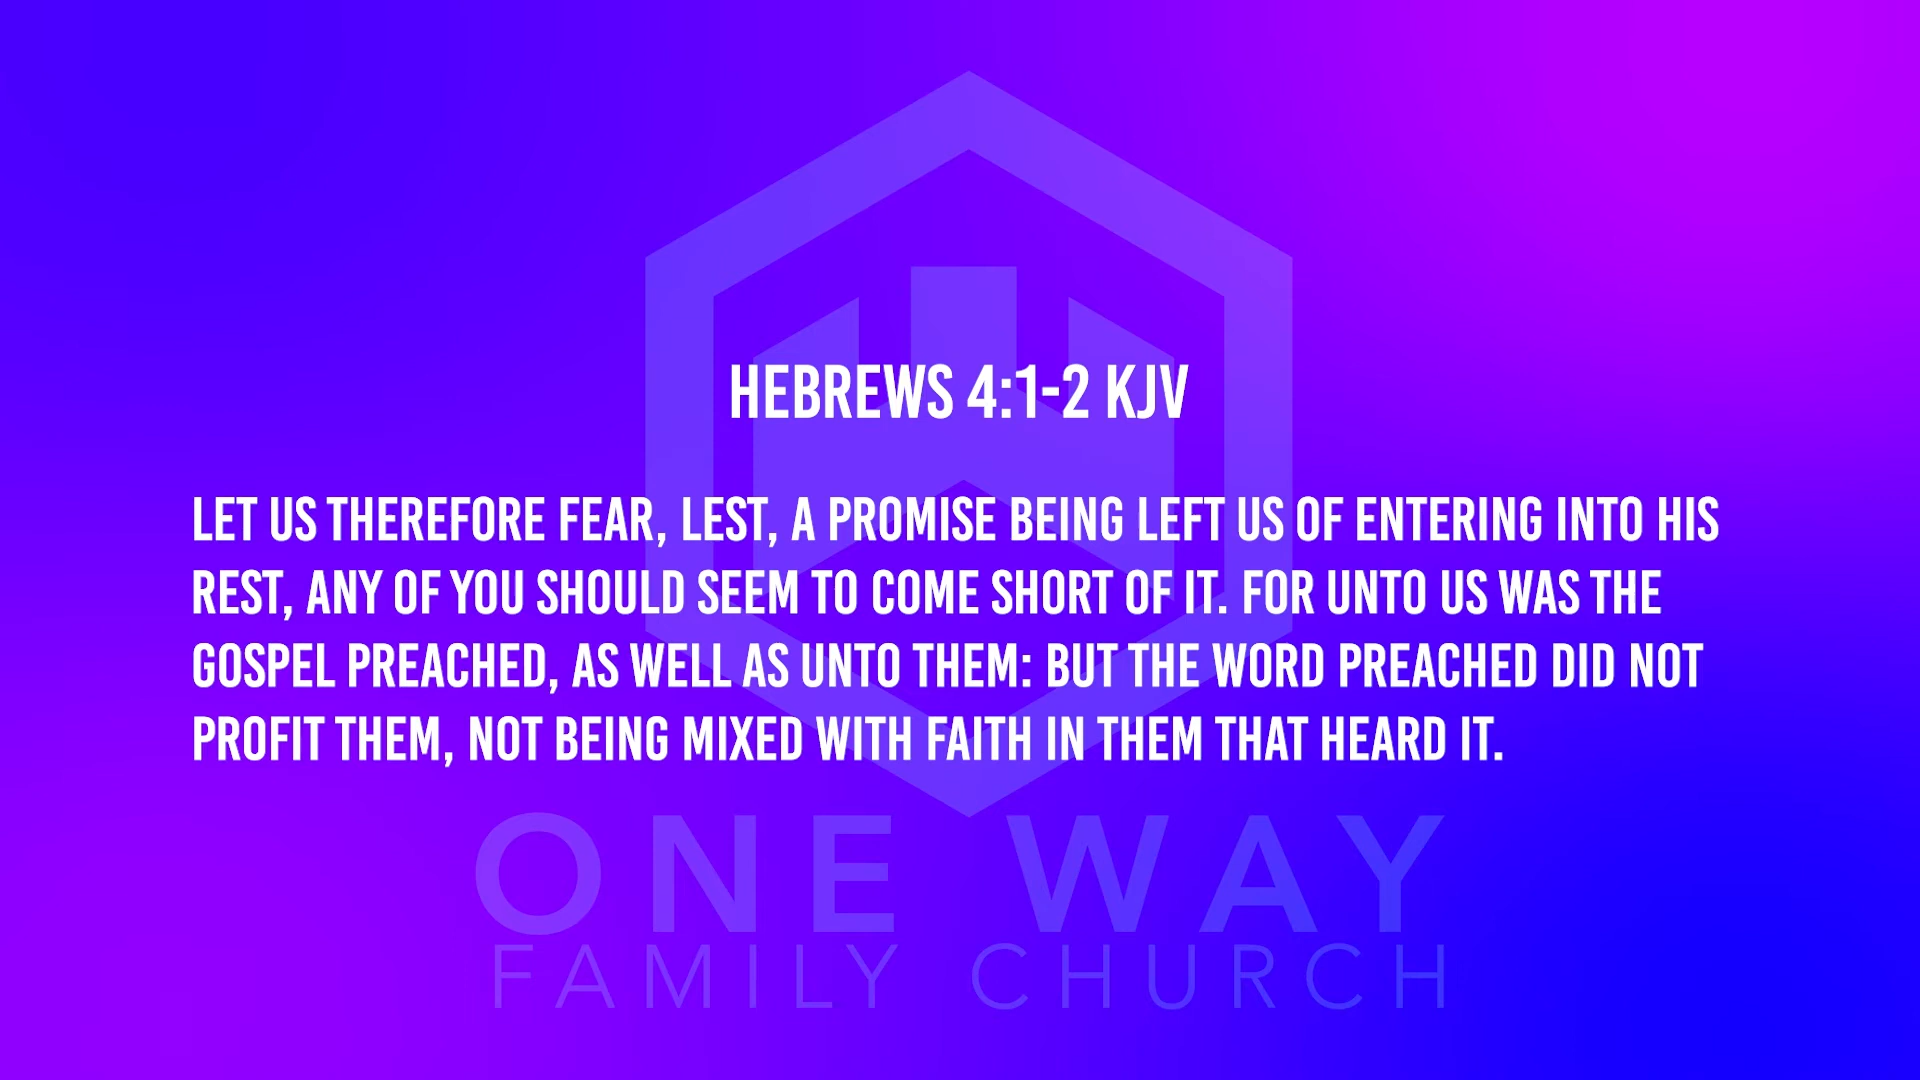 HEBREWS 4:1-2 KJV
LET US THEREFORE FEAR, LEST, A PROMISE BEING LEFT US OF ENTERING INTO HIS
REST, ANY OF YOU SHOULD SEEM TO COME SHORT OF IT. FOR UNTO US WAS THE
GOSPEL PREACHED, AS WELL AS UNTO THEM: BUT THE WORD PREACHED DID NOT
PROFIT THEM, NOT BEING MIXED WITH FAITH IN THEM THAT HEARD IT.
ONE WAY
FAMILY CHURCH